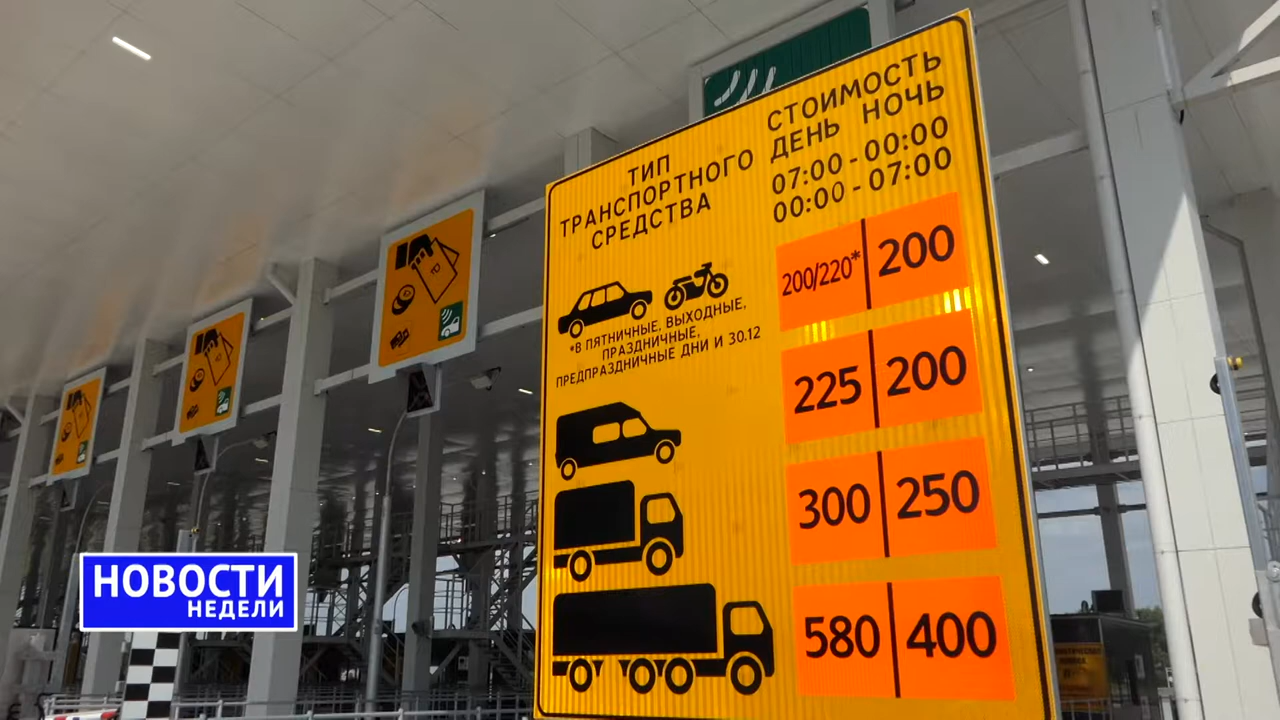 ТИП
ТРАНСПОРТНОГО
СРЕДСТВА
СТОИМОСТЬ
ДЕНЬ НОЧЬ
07:00 - 00:00
00:00 - 07:00
200/220* 200
*В ПЯТНИЧНЫЕ, ВЫХОДНЫЕ,
ПРАЗДНИЧНЫЕ,
ПРЕДПРАЗДНИЧНЫЕ ДНИ И 30.12
225 200
300 250
580 400
НОВОСТИ
НЕДЕЛИ